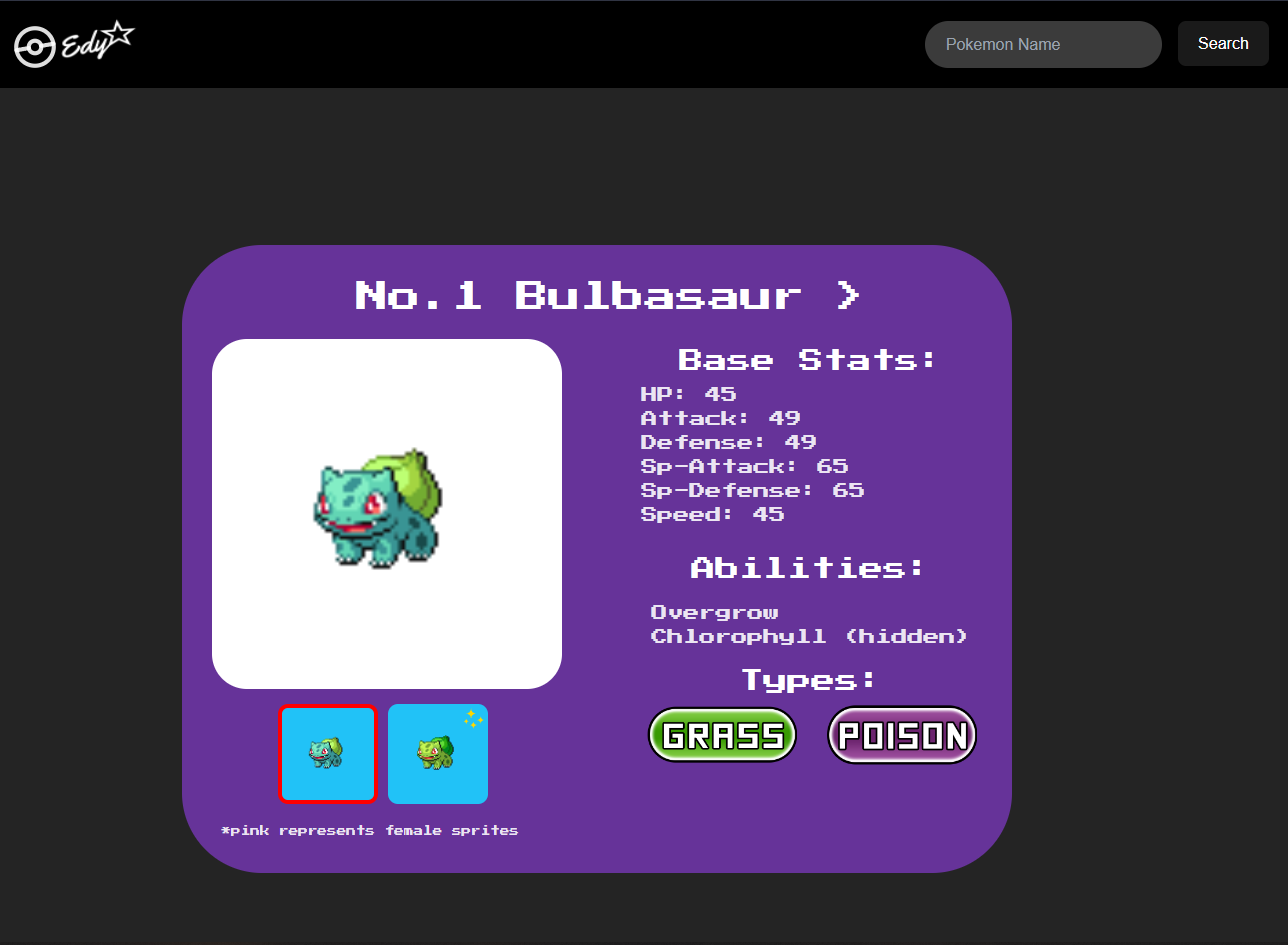 Edy
Pokemon Name
Search
No.1 Bulbasaur >
Base Stats:
HP: 45
Attack: 49
Defense: 49
Sp-Attack: 65
Sp-Defense: 65
Speed: 45
Abilities:
Overgrow
Chlorophyll (hidden)
Types:
GRASS POISON
*pink represents female sprites